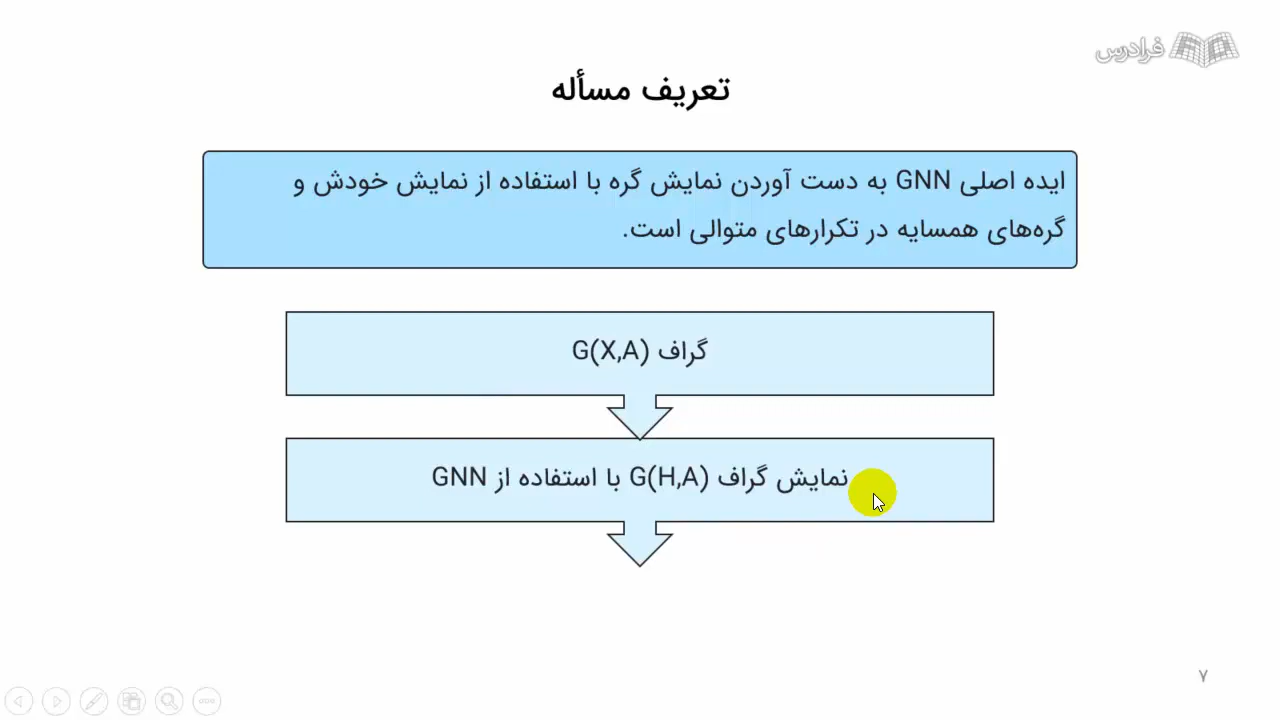 فرادرس
تعریف مسأله
ایده اصلی GNN به دست آوردن نمایش گره با استفاده از نمایش خودش و
گره‌های همسایه در تکرارهای متوالی است.
گراف G(X,A)
نمایش گراف G(H,A) با استفاده از GNN
۷